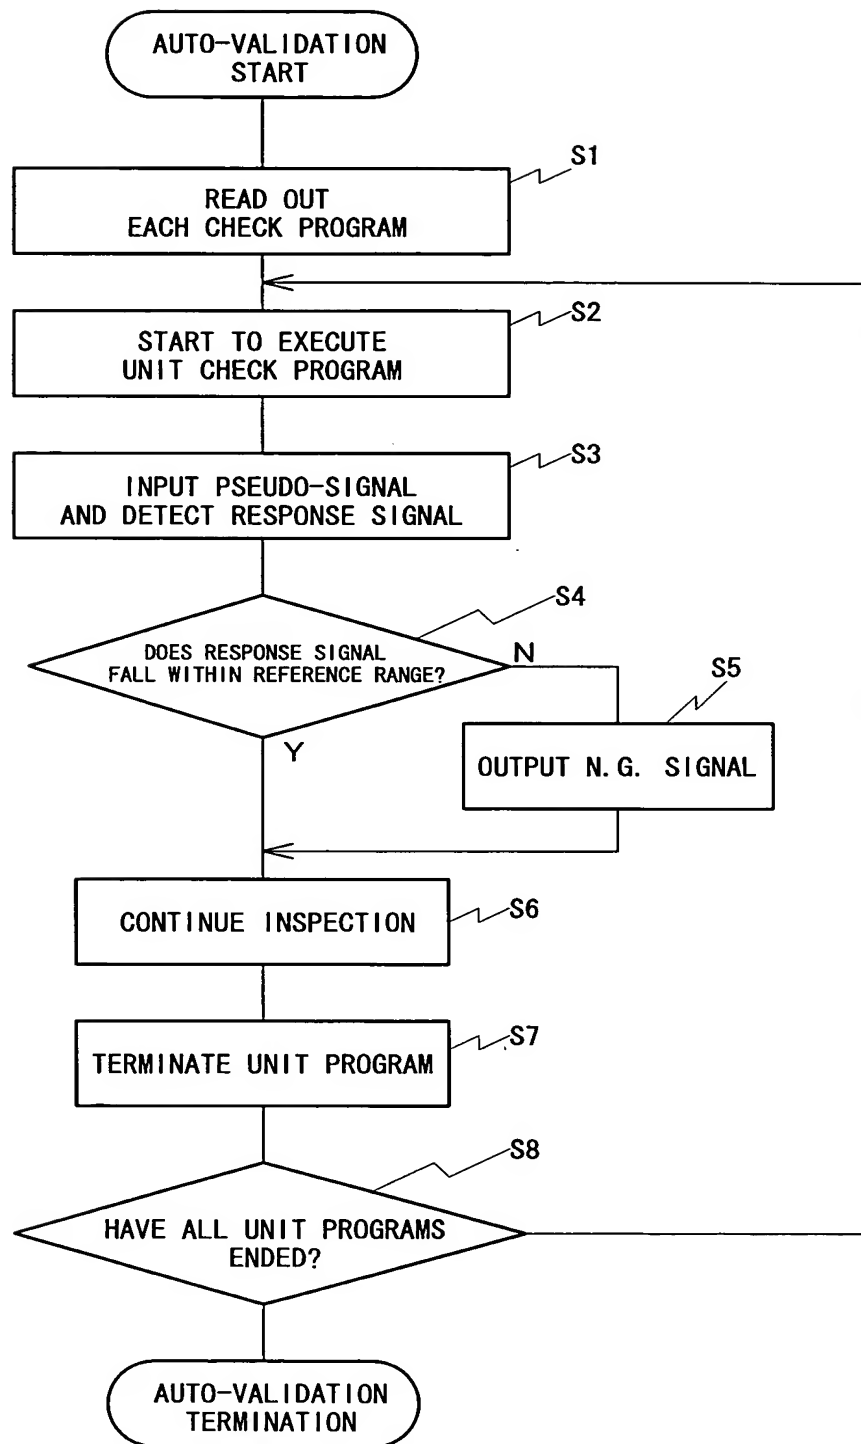 AUTO-VALIDATION
START
S1
READ OUT
EACH CHECK PROGRAM
S2
START TO EXECUTE
UNIT CHECK PROGRAM
S3
INPUT PSEUDO-SIGNAL
AND DETECT RESPONSE SIGNAL
S4
DOES RESPONSE SIGNAL
FALL WITHIN REFERENCE RANGE?
N
S5
Y
OUTPUT N.G. SIGNAL
S6
CONTINUE INSPECTION
S7
TERMINATE UNIT PROGRAM
S8
HAVE ALL UNIT PROGRAMS
ENDED?
AUTO-VALIDATION
TERMINATION